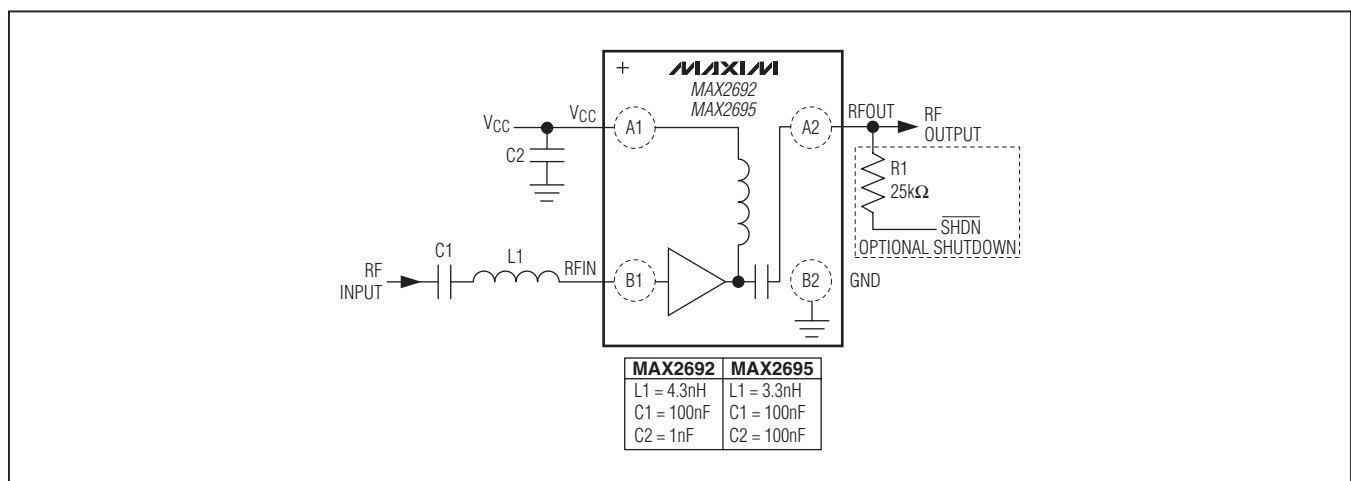 + MAXIM
MAX2692
MAX2695
VCC
VCC
A1
A2
RFOUT
RF
OUTPUT
C2
R1
25kΩ
SHDN
OPTIONAL SHUTDOWN
C1
L1
RFIN
RF
INPUT
B1
B2
GND
MAX2692 MAX2695
L1 = 4.3nH L1 = 3.3nH
C1 = 100nF C1 = 100nF
C2 = 1nF C2 = 100nF